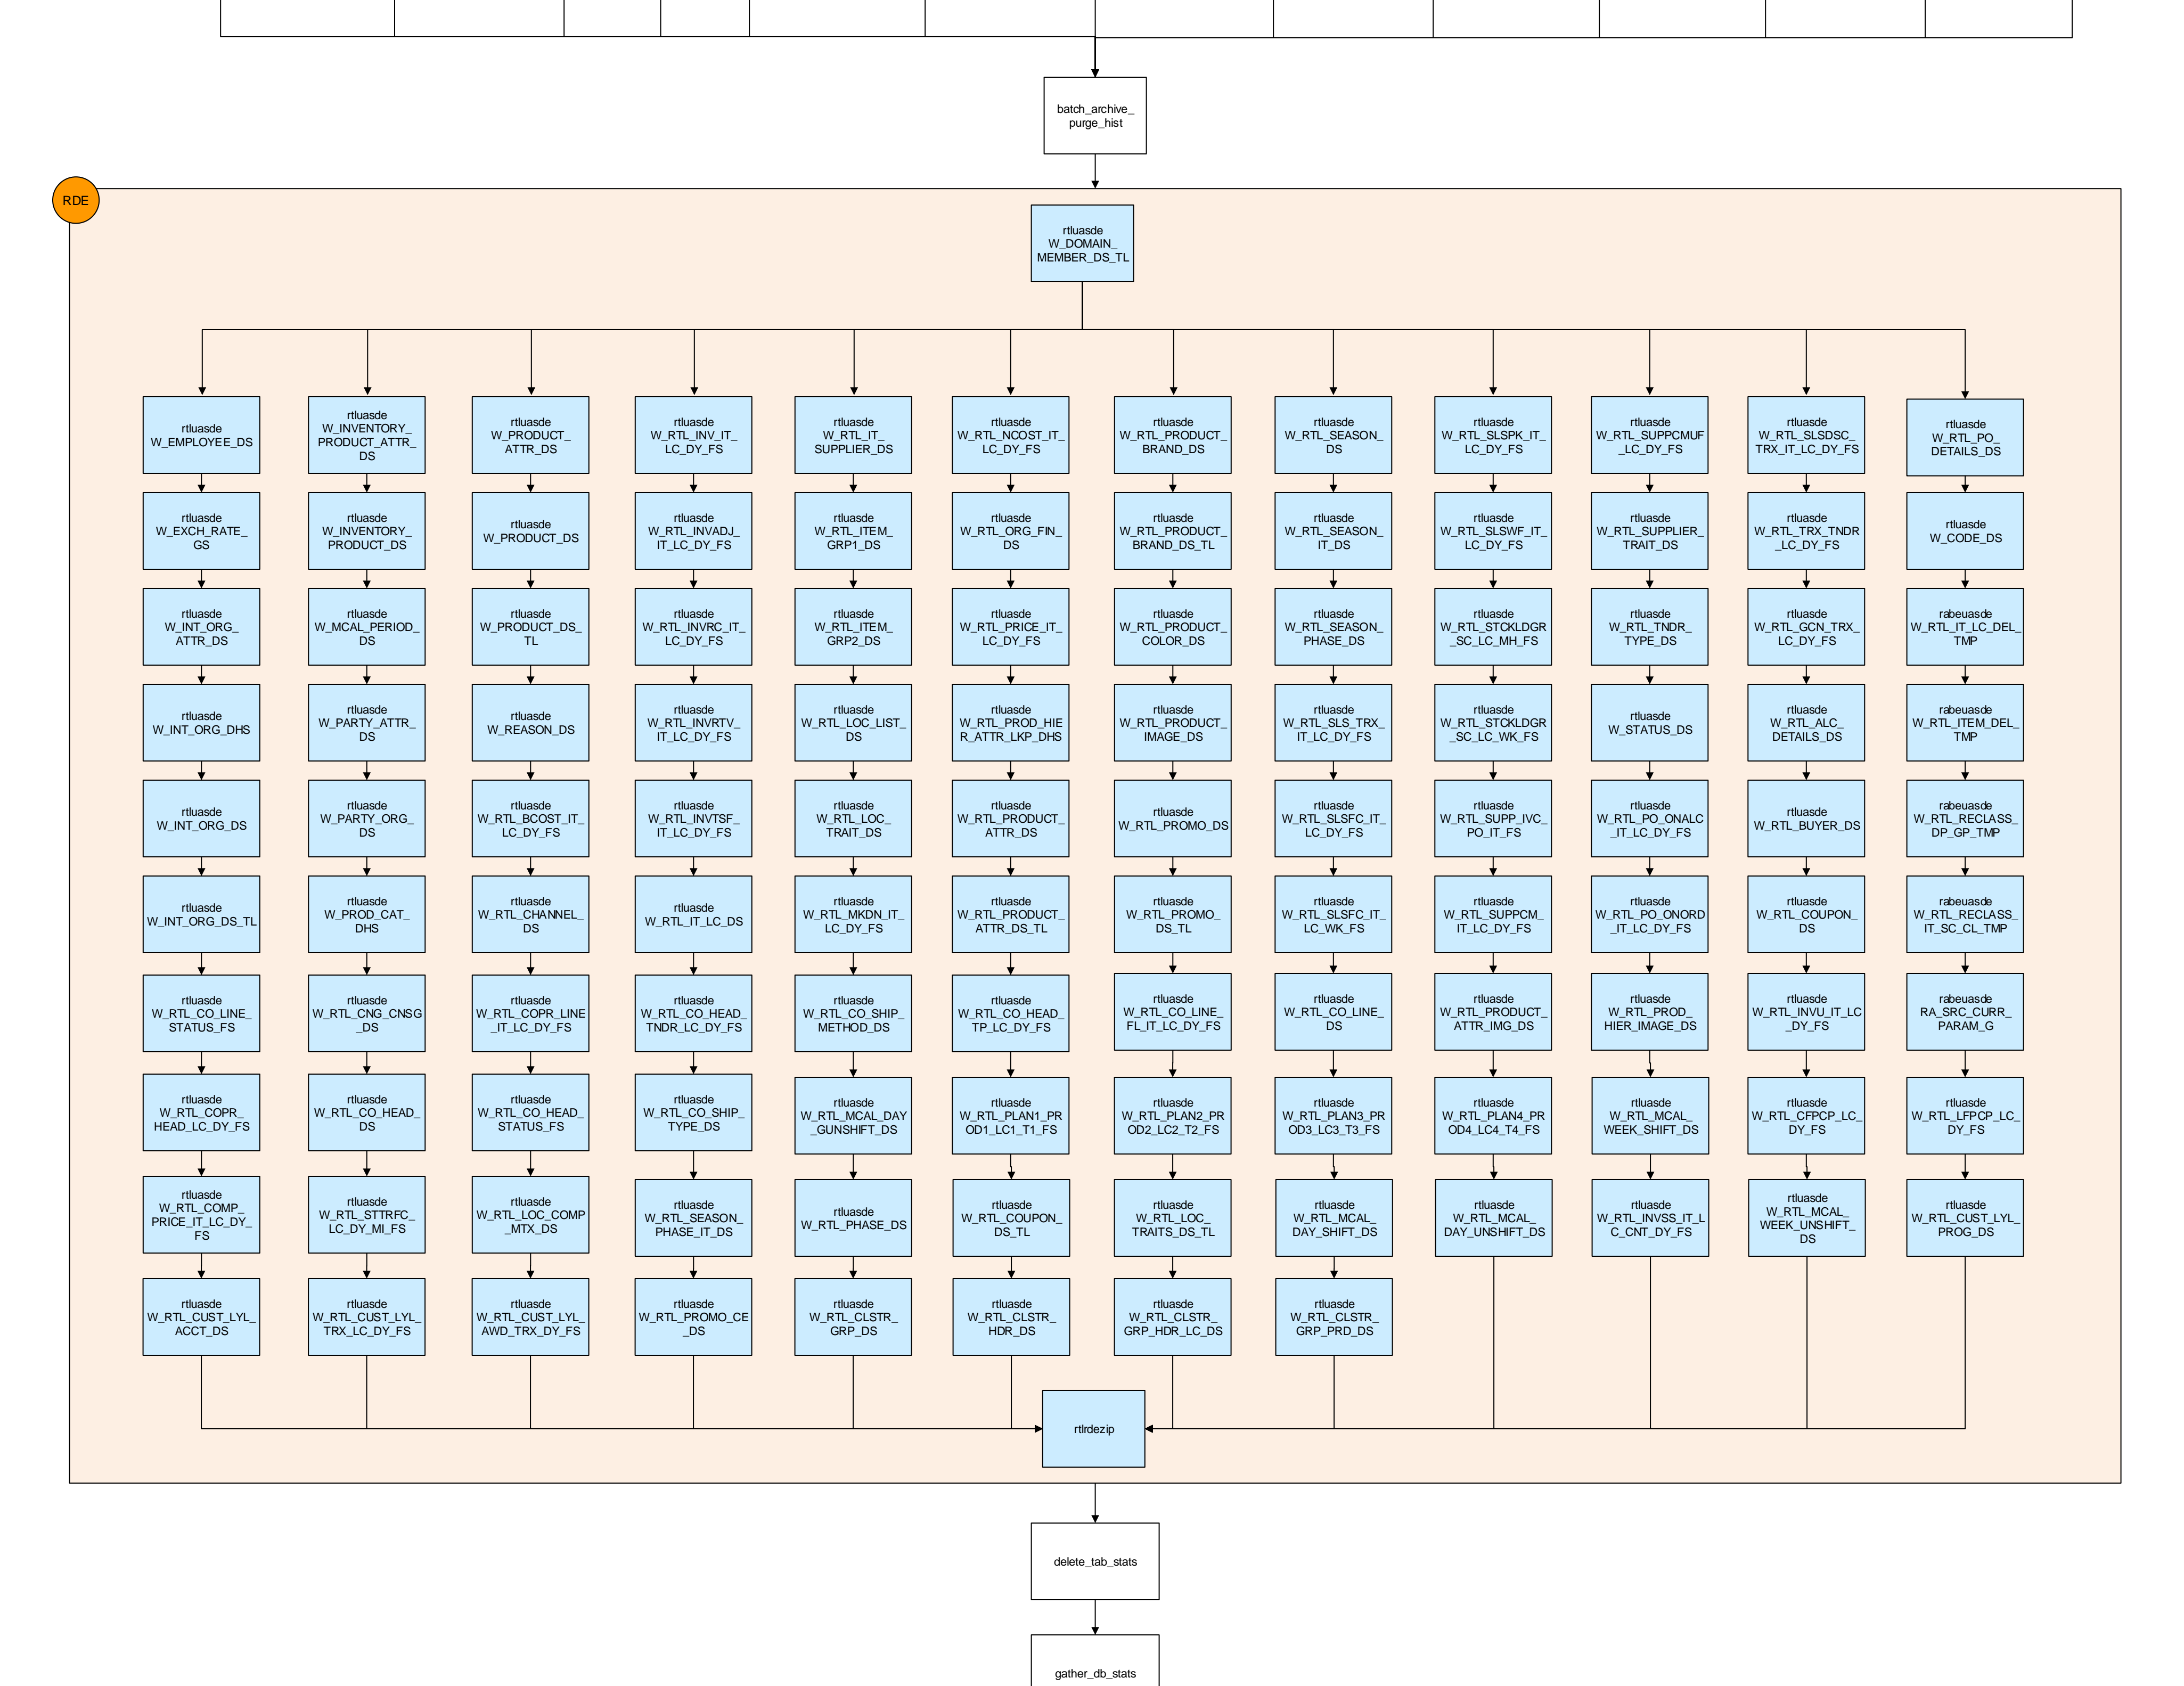 batch_archive_
purge_hist
RDE
rtluasde
W_DOMAIN_
MEMBER_DS_TL
rtluasde
W_EMPLOYEE_DS
rtluasde
W_INVENTORY_
PRODUCT_ATTR_
DS
rtluasde
W_PRODUCT_
ATTR_DS
rtluasde
W_RTL_INV_IT_
LC_DY_FS
rtluasde
W_RTL_IT_
SUPPLIER_DS
rtluasde
W_RTL_NCOST_IT_
LC_DY_FS
rtluasde
W_RTL_PRODUCT_
BRAND_DS
rtluasde
W_RTL_SEASON_
DS
rtluasde
W_RTL_SLSPK_IT_
LC_DY_FS
rtluasde
W_RTL_SUPPCMUF
_LC_DY_FS
rtluasde
W_RTL_SLSDSC_
TRX_IT_LC_DY_FS
rtluasde
W_RTL_PO_
DETAILS_DS
rtluasde
W_EXCH_RATE_
GS
rtluasde
W_INVENTORY_
PRODUCT_DS
rtluasde
W_PRODUCT_DS
rtluasde
W_RTL_INVADJ_
IT_LC_DY_FS
rtluasde
W_RTL_ITEM_
GRP1_DS
rtluasde
W_RTL_ORG_FIN_
DS
rtluasde
W_RTL_PRODUCT_
BRAND_DS_TL
rtluasde
W_RTL_SEASON_
IT_DS
rtluasde
W_RTL_SLSWF_IT_
LC_DY_FS
rtluasde
W_RTL_SUPPLIER_
TRAIT_DS
rtluasde
W_RTL_TRX_TNDR
_LC_DY_FS
rtluasde
W_CODE_DS
rtluasde
W_INT_ORG_
ATTR_DS
rtluasde
W_MCAL_PERIOD_
DS
rtluasde
W_PRODUCT_DS_
TL
rtluasde
W_RTL_INVRC_IT_
LC_DY_FS
rtluasde
W_RTL_ITEM_
GRP2_DS
rtluasde
W_RTL_PRICE_IT_
LC_DY_FS
rtluasde
W_RTL_PRODUCT_
COLOR_DS
rtluasde
W_RTL_SEASON_
PHASE_DS
rtluasde
W_RTL_STCKLDGR
_SC_LC_MH_FS
rtluasde
W_RTL_TNDR_
TYPE_DS
rtluasde
W_RTL_GCN_TRX_
LC_DY_FS
rabeuasde
W_RTL_IT_LC_DEL_
TMP
rtluasde
W_INT_ORG_DHS
rtluasde
W_PARTY_ATTR_
DS
rtluasde
W_REASON_DS
rtluasde
W_RTL_INVRTV_
IT_LC_DY_FS
rtluasde
W_RTL_LOC_LIST_
DS
rtluasde
W_RTL_PROD_HIE
R_ATTR_LKP_DHS
rtluasde
W_RTL_PRODUCT_
IMAGE_DS
rtluasde
W_RTL_SLS_TRX_
IT_LC_DY_FS
rtluasde
W_RTL_STCKLDGR
_SC_LC_WK_FS
rtluasde
W_STATUS_DS
rtluasde
W_RTL_ALC_
DETAILS_DS
rabeuasde
W_RTL_ITEM_DEL_
TMP
rtluasde
W_INT_ORG_DS
rtluasde
W_PARTY_ORG_
DS
rtluasde
W_RTL_BCOST_IT_
LC_DY_FS
rtluasde
W_RTL_INVTSF_
IT_LC_DY_FS
rtluasde
W_RTL_LOC_
TRAIT_DS
rtluasde
W_RTL_PRODUCT_
ATTR_DS
rtluasde
W_RTL_PROMO_DS
rtluasde
W_RTL_SLSFC_IT_
LC_DY_FS
rtluasde
W_RTL_SUPP_IVC_
PO_IT_FS
rtluasde
W_RTL_PO_ONALC
_IT_LC_DY_FS
rtluasde
W_RTL_BUYER_DS
rabeuasde
W_RTL_RECLASS_
DP_GP_TMP
rtluasde
W_INT_ORG_DS_TL
rtluasde
W_PROD_CAT_
DHS
rtluasde
W_RTL_CHANNEL_
DS
rtluasde
W_RTL_IT_LC_DS
rtluasde
W_RTL_MKDN_IT_
LC_DY_FS
rtluasde
W_RTL_PRODUCT_
ATTR_DS_TL
rtluasde
W_RTL_PROMO_
DS_TL
rtluasde
W_RTL_SLSFC_IT_
LC_WK_FS
rtluasde
W_RTL_SUPPCM_
IT_LC_DY_FS
rtluasde
W_RTL_PO_ONORD
_IT_LC_DY_FS
rtluasde
W_RTL_COUPON_
DS
rabeuasde
W_RTL_RECLASS_
IT_SC_CL_TMP
rtluasde
W_RTL_CO_LINE_
STATUS_FS
rtluasde
W_RTL_CNG_CNSG
_DS
rtluasde
W_RTL_COPR_LINE
_IT_LC_DY_FS
rtluasde
W_RTL_CO_HEAD_
TNDR_LC_DY_FS
rtluasde
W_RTL_CO_SHIP_
METHOD_DS
rtluasde
W_RTL_CO_HEAD_
TP_LC_DY_FS
rtluasde
W_RTL_CO_LINE_
FL_IT_LC_DY_FS
rtluasde
W_RTL_CO_LINE_
DS
rtluasde
W_RTL_PRODUCT_
ATTR_IMG_DS
rtluasde
W_RTL_PROD_
HIER_IMAGE_DS
rtluasde
W_RTL_INVU_IT_LC
_DY_FS
rabeuasde
RA_SRC_CURR_
PARAM_G
rtluasde
W_RTL_COPR_
HEAD_LC_DY_FS
rtluasde
W_RTL_CO_HEAD_
DS
rtluasde
W_RTL_CO_HEAD_
STATUS_FS
rtluasde
W_RTL_CO_SHIP_
TYPE_DS
rtluasde
W_RTL_MCAL_DAY
_GUNSHIFT_DS
rtluasde
W_RTL_PLAN1_PR
OD1_LC1_T1_FS
rtluasde
W_RTL_PLAN2_PR
OD2_LC2_T2_FS
rtluasde
W_RTL_PLAN3_PR
OD3_LC3_T3_FS
rtluasde
W_RTL_PLAN4_PR
OD4_LC4_T4_FS
rtluasde
W_RTL_MCAL_
WEEK_SHIFT_DS
rtluasde
W_RTL_CFPCP_LC_
DY_FS
rtluasde
W_RTL_LFPCP_LC_
DY_FS
rtluasde
W_RTL_COMP_
PRICE_IT_LC_DY_
FS
rtluasde
W_RTL_STTRFC_
LC_DY_MI_FS
rtluasde
W_RTL_LOC_COMP
_MTX_DS
rtluasde
W_RTL_SEASON_
PHASE_IT_DS
rtluasde
W_RTL_PHASE_DS
rtluasde
W_RTL_COUPON_
DS_TL
rtluasde
W_RTL_LOC_
TRAITS_DS_TL
rtluasde
W_RTL_MCAL_
DAY_SHIFT_DS
rtluasde
W_RTL_MCAL_
DAY_UNSHIFT_DS
rtluasde
W_RTL_INVSS_IT_L
C_CNT_DY_FS
rtluasde
W_RTL_MCAL_
WEEK_UNSHIFT_
DS
rtluasde
W_RTL_CUST_LYL_
PROG_DS
rtluasde
W_RTL_CUST_LYL_
ACCT_DS
rtluasde
W_RTL_CUST_LYL_
TRX_LC_DY_FS
rtluasde
W_RTL_CUST_LYL_
AWD_TRX_DY_FS
rtluasde
W_RTL_PROMO_CE
_DS
rtluasde
W_RTL_CLSTR_
GRP_DS
rtluasde
W_RTL_CLSTR_
HDR_DS
rtluasde
W_RTL_CLSTR_
GRP_HDR_LC_DS
rtluasde
W_RTL_CLSTR_
GRP_PRD_DS
rtlrdezip
delete_tab_stats
gather_db_stats